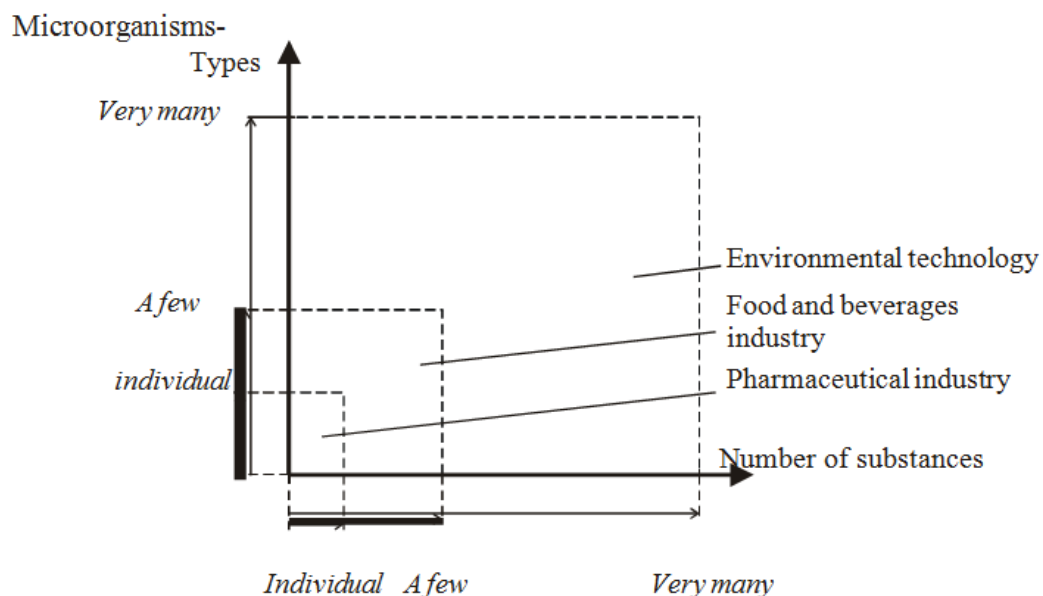 Microorganisms-
Types
Very many
Environmental technology
A few
Food and beverages
industry
individual
Pharmaceutical industry
Number of substances
Individual A few Very many